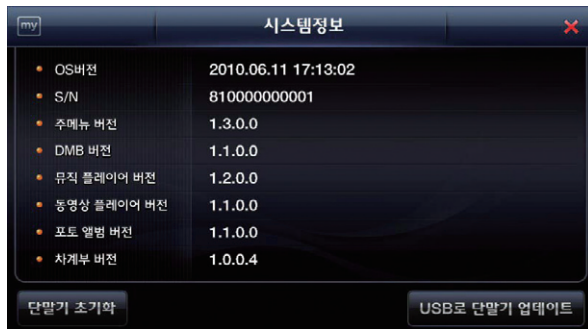 my
시스템정보
OS버전 2010.06.11 17:13:02
S/N 810000000001
주메뉴 버전 1.3.0.0
DMB 버전 1.1.0.0
뮤직 플레이어 버전 1.2.0.0
동영상 플레이어 버전 1.1.0.0
포토 앨범 버전 1.1.0.0
차계부 버전 1.0.0.4
단말기 초기화 USB로 단말기 업데이트